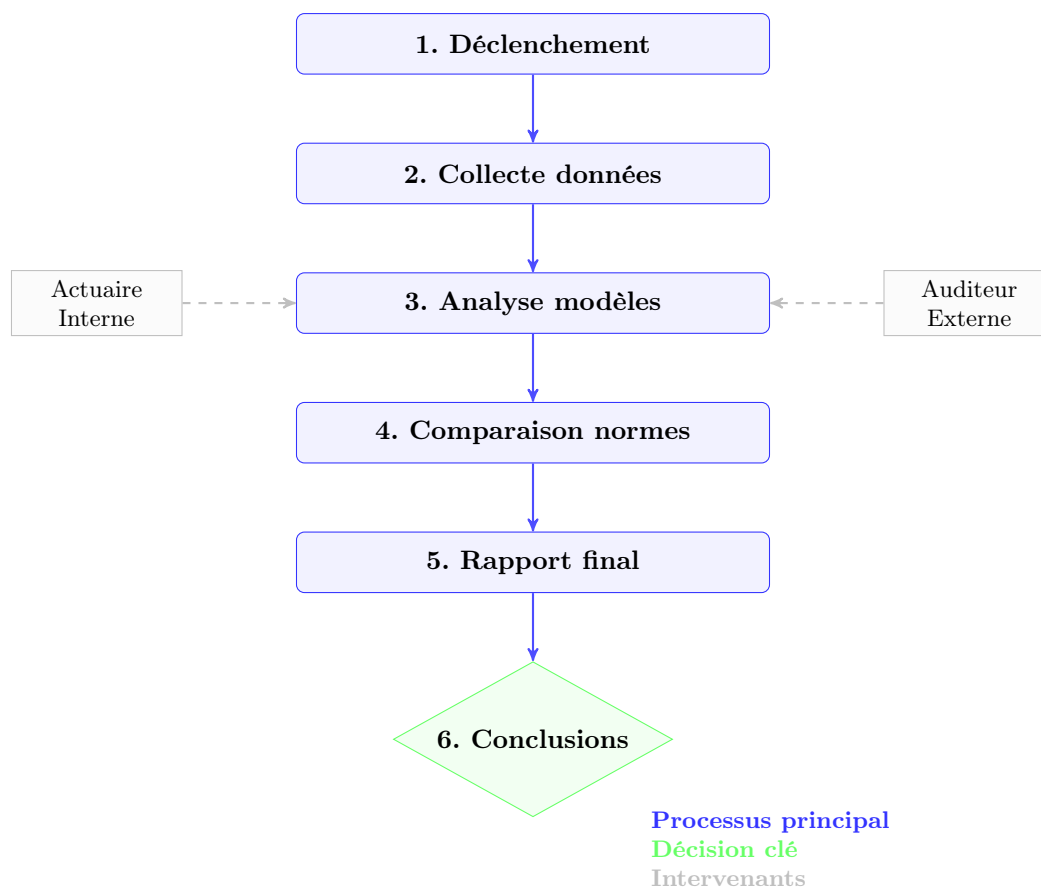 1. Déclenchement
2. Collecte données
Actuaire
Interne
3. Analyse modèles
Auditeur
Externe
4. Comparaison normes
5. Rapport final
6. Conclusions
Processus principal
Décision clé
Intervenants